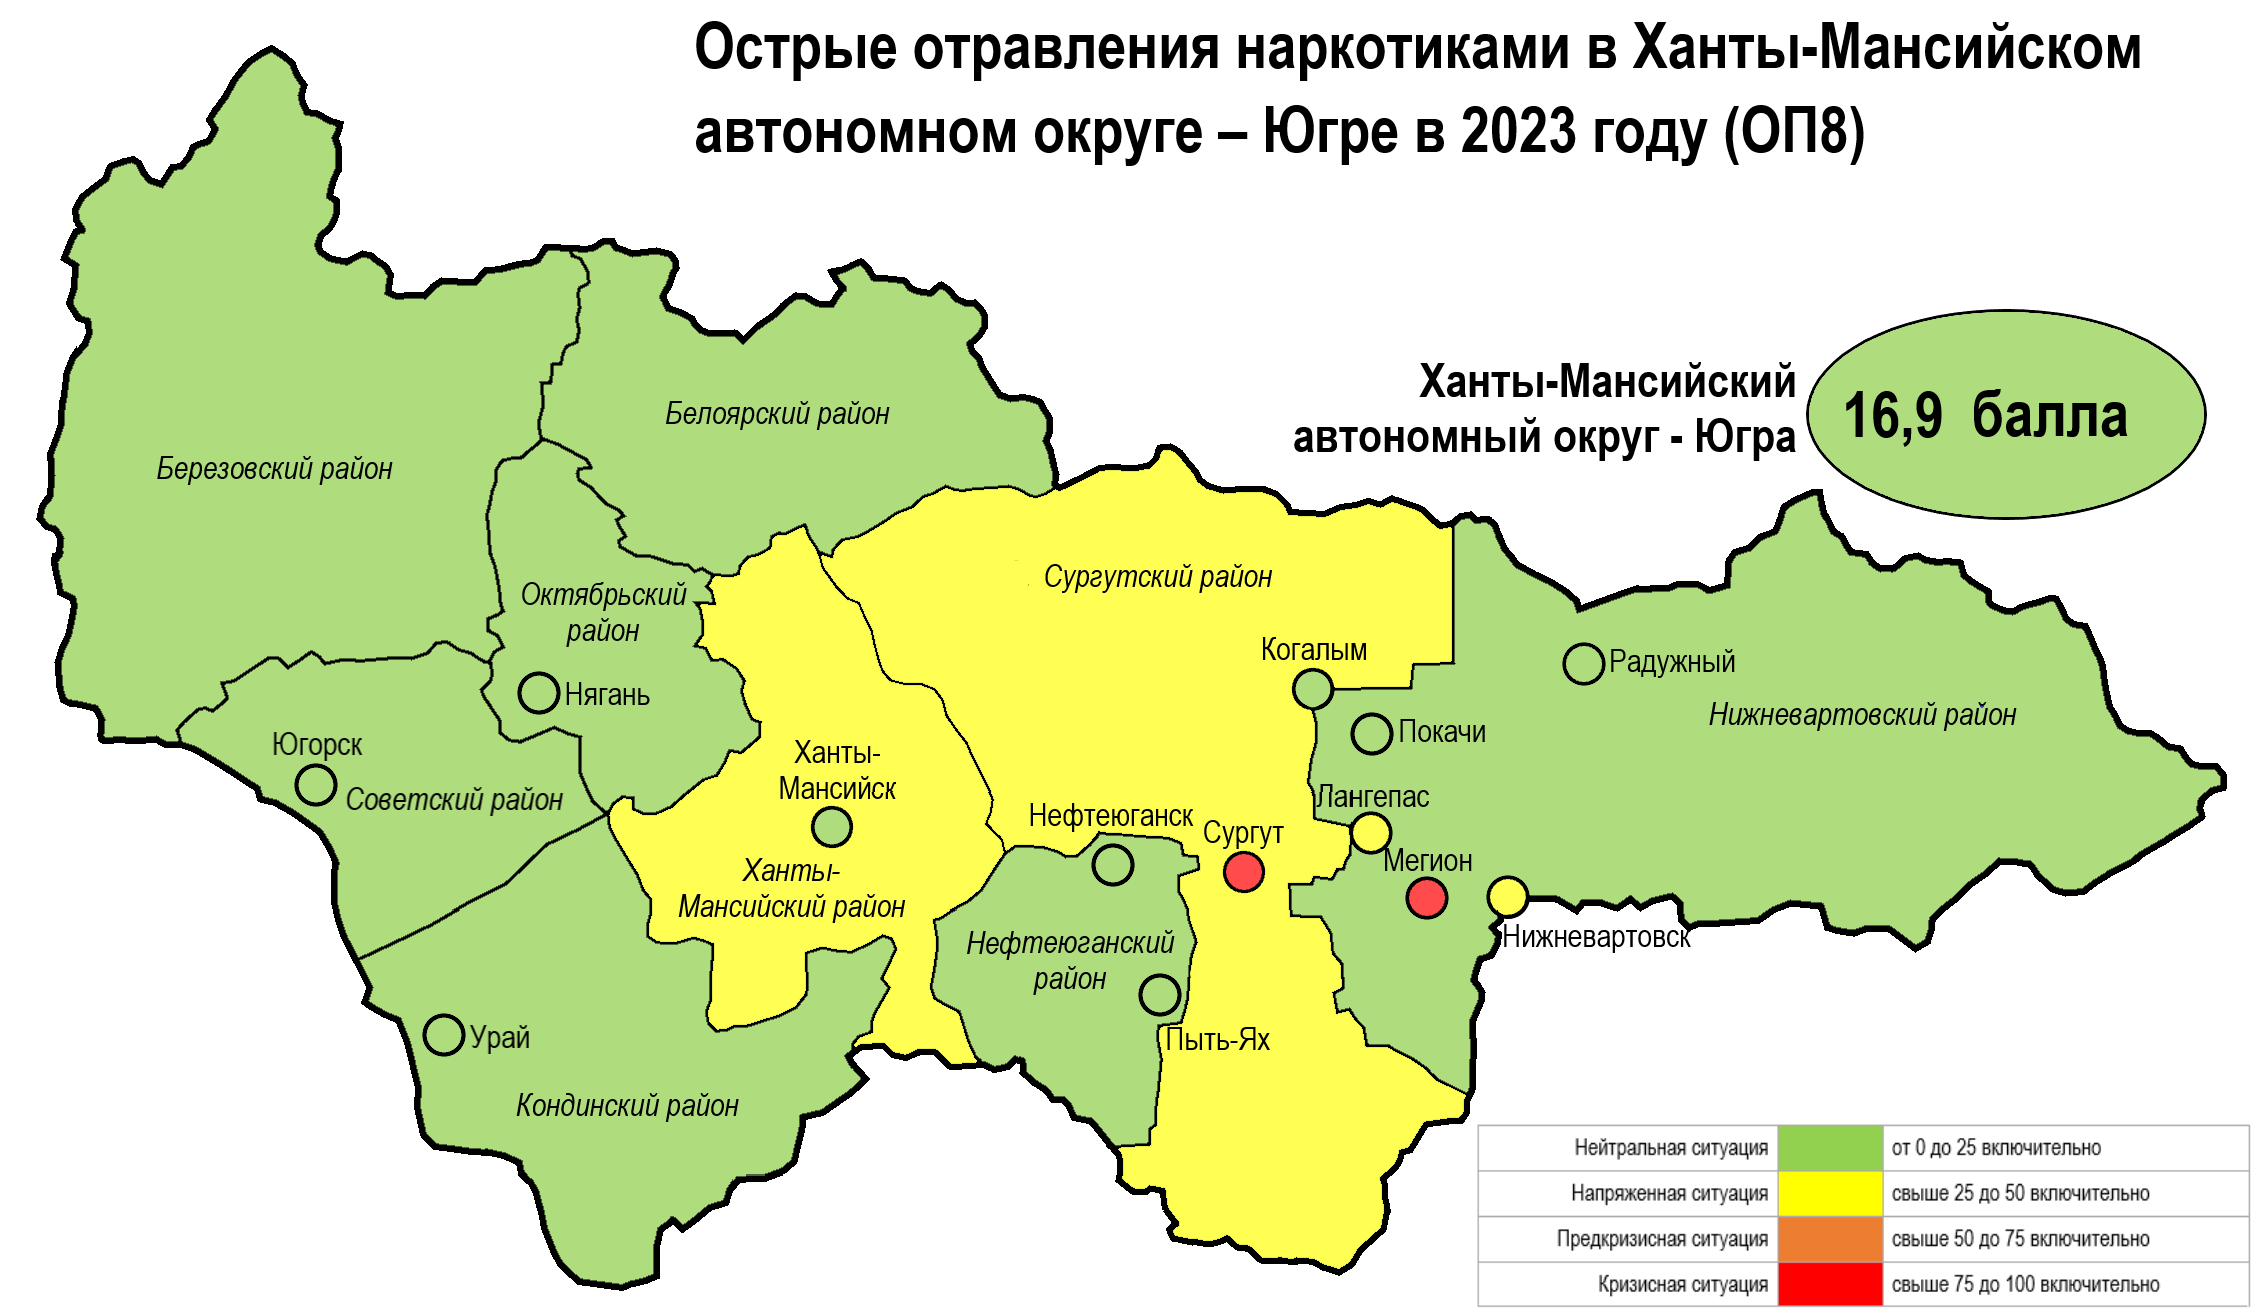 Острые отравления наркотиками в Ханты-Мансийском
автономном округе – Югре в 2023 году (ОП8)
Ханты-Мансийский
автономный округ - Югра
16,9 балла
Березовский район
Белоярский район
Октябрьский
район
Нягань
Югорск
Советский район
Ханты-
Мансийск
Ханты-
Мансийский район
Сургутский район
Когалым
Радужный
Нижневартовский район
Покачи
Лангепас
Нефтеюганск
Сургут
Мегион
Нижневартовск
Нефтеюганский
район
Пыть-Ях
Урай
Кондинский район
Нейтральная ситуация от 0 до 25 включительно
Напряженная ситуация свыше 25 до 50 включительно
Предкризисная ситуация свыше 50 до 75 включительно
Кризисная ситуация свыше 75 до 100 включительно